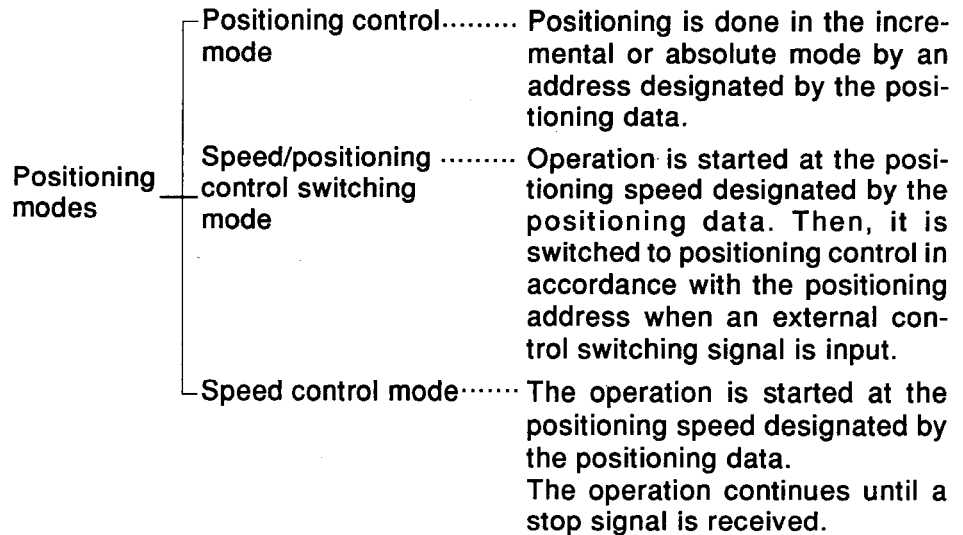 Positioning modes
Positioning control mode
Positioning is done in the incre-
mental or absolute mode by an
address designated by the posi-
tioning data.
Speed/positioning control switching mode
Operation is started at the posi-
tioning speed designated by the
positioning data. Then, it is
switched to positioning control in
accordance with the positioning
address when an external con-
trol switching signal is input.
Speed control mode
The operation is started at the
positioning speed designated by
the positioning data.
The operation continues until a
stop signal is received.